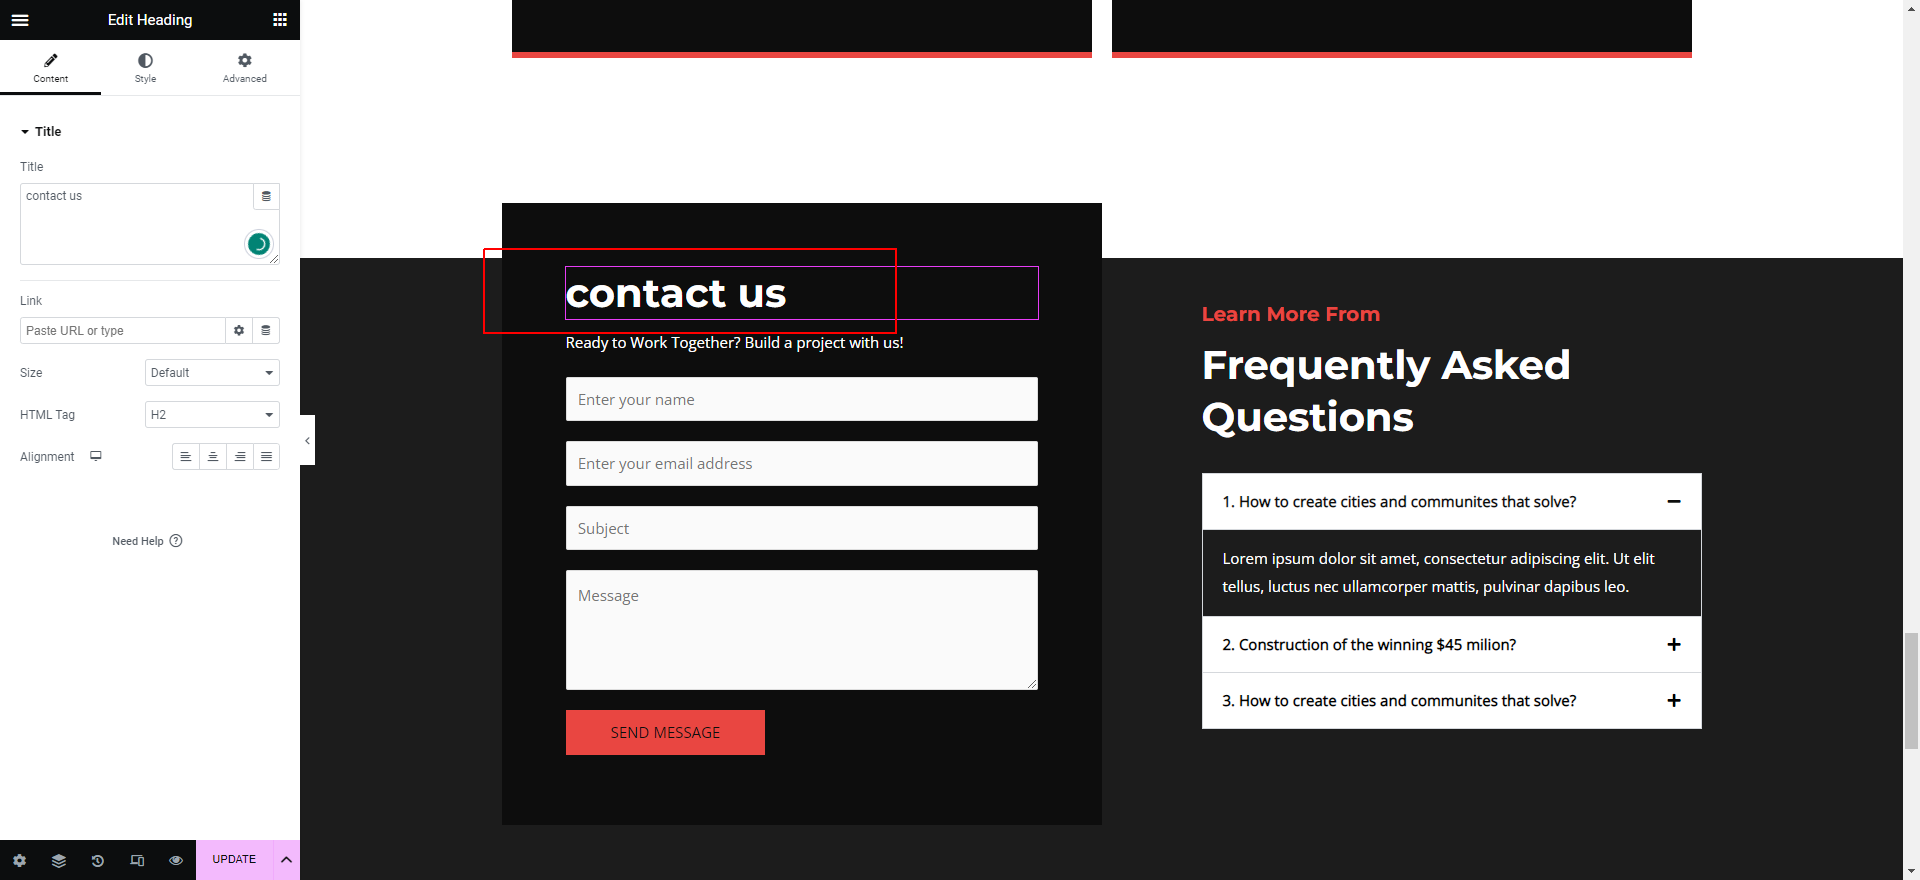 Edit Heading
Content
Style
Advanced
Title
Title
contact us
Link
Paste URL or type
Size
Default
HTML Tag
H2
Alignment
Need Help
UPDATE
contact us
Ready to Work Together? Build a project with us!
Enter your name
Enter your email address
Subject
Message
SEND MESSAGE
Learn More From
Frequently Asked
Questions
1. How to create cities and communites that solve?
Lorem ipsum dolor sit amet, consectetur adipiscing elit. Ut elit
tellus, luctus nec ullamcorper mattis, pulvinar dapibus leo.
2. Construction of the winning $45 milion?
3. How to create cities and communites that solve?